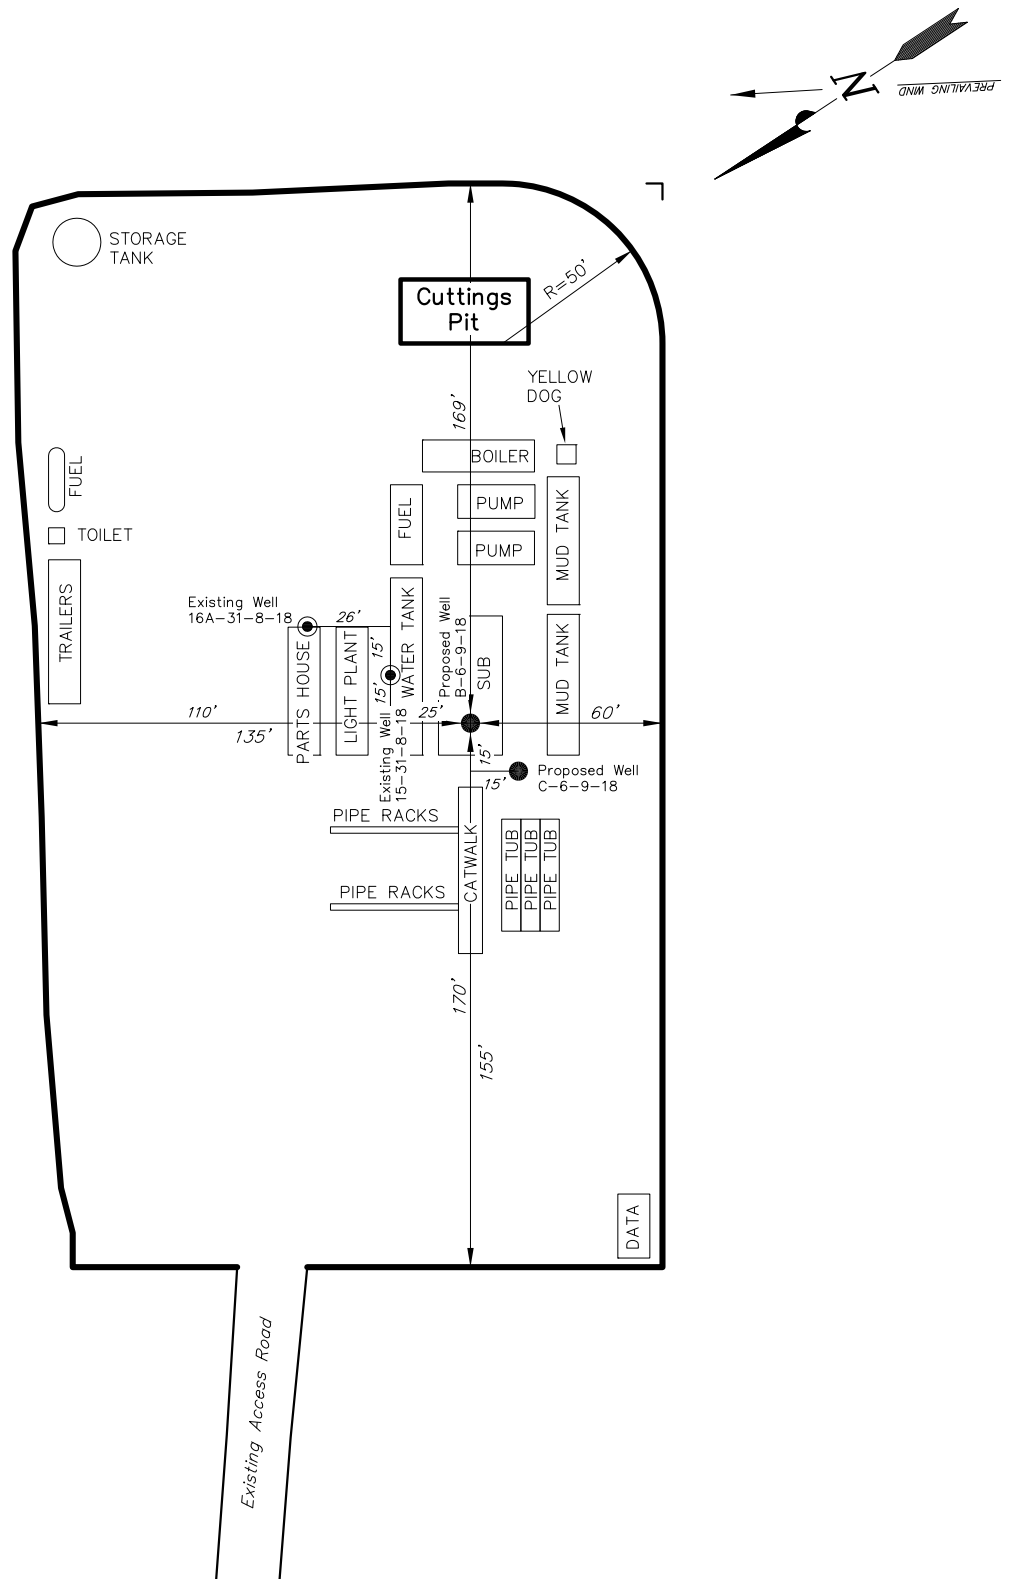 N
PREVAILING WIND
STORAGE
TANK
Cuttings
Pit
R=50'
YELLOW
DOG
169'
BOILER
FUEL
FUEL
PUMP
MUD TANK
TOILET
PUMP
TRAILERS
Existing Well
16A-31-8-18
26'
15'
WATER TANK
Proposed Well
B-6-9-18
SUB
MUD TANK
PARTS HOUSE
LIGHT PLANT
15'
110'
135'
25'
60'
Existing Well
15-31-8-18
15'
15'
Proposed Well
C-6-9-18
PIPE RACKS
CATWALK
PIPE TUB
PIPE TUB
PIPE TUB
PIPE RACKS
170'
155'
DATA
Existing Access Road